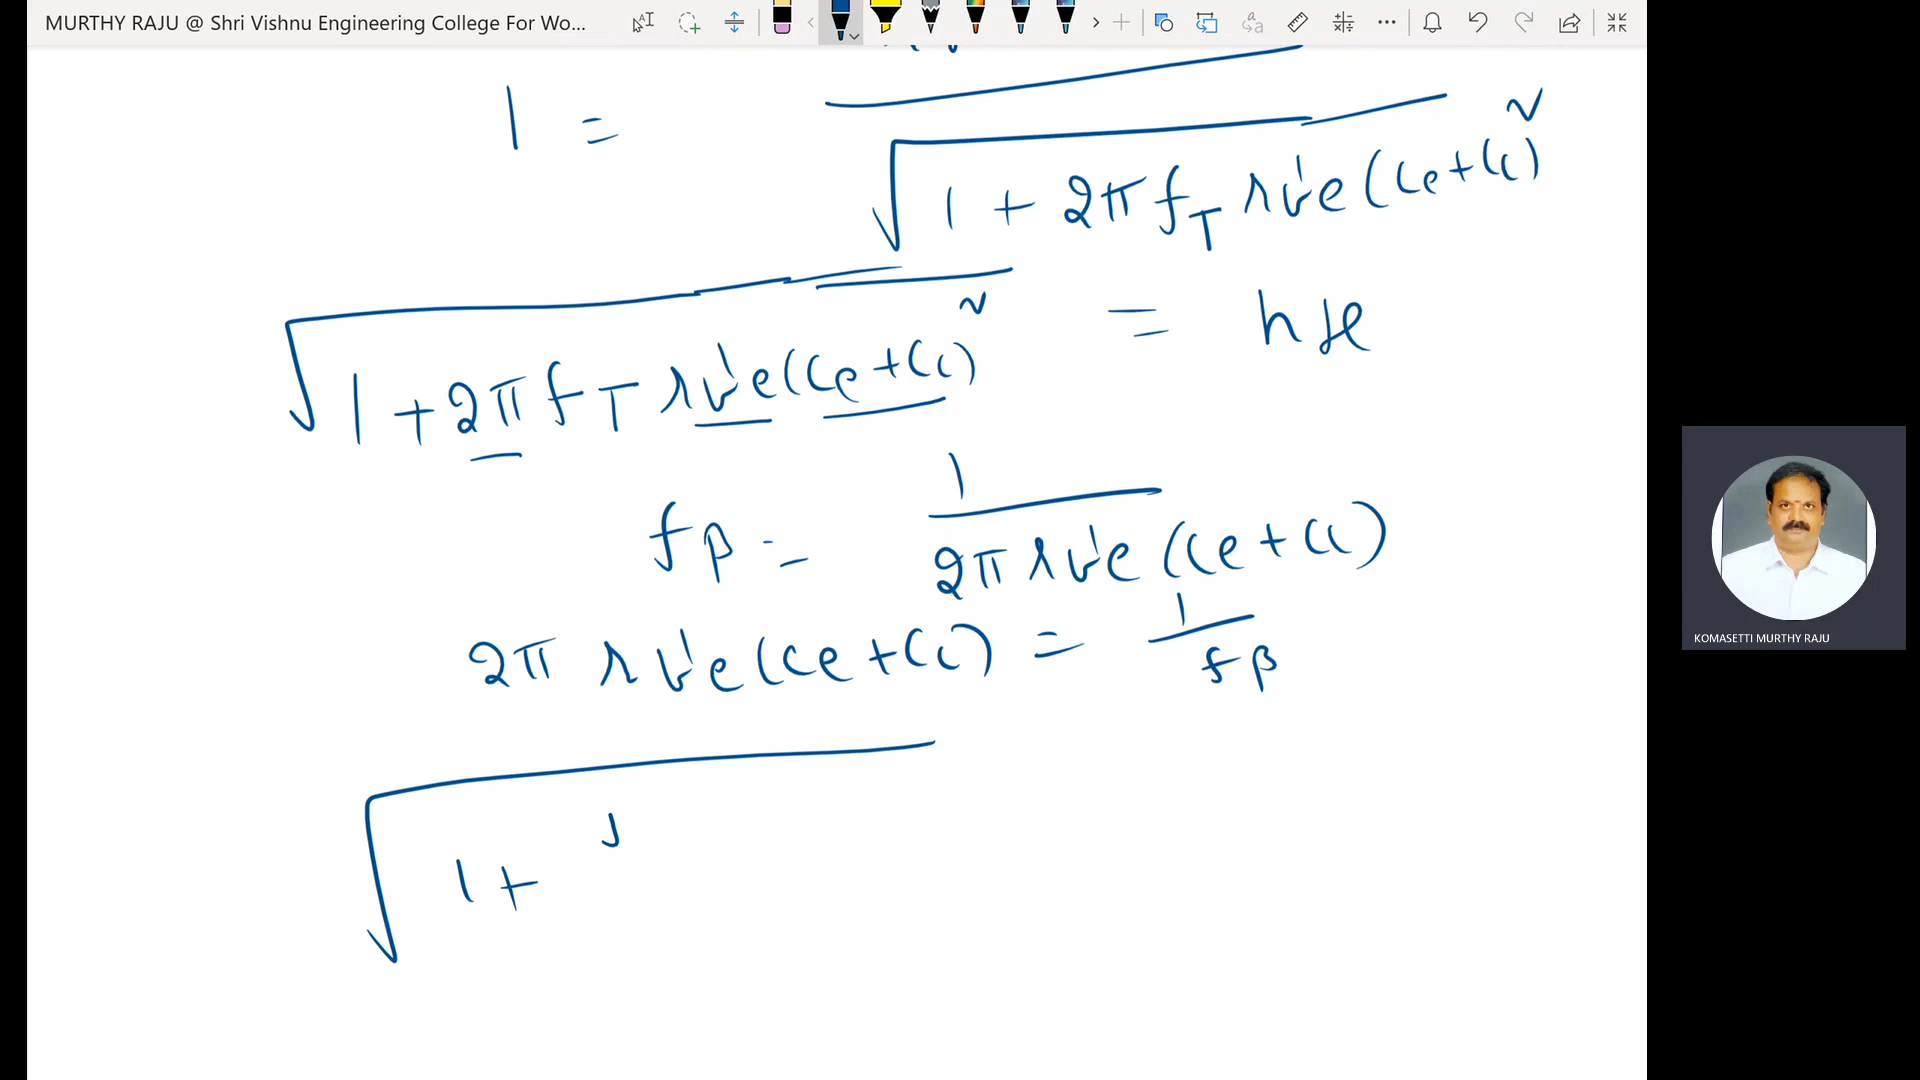 MURTHY RAJU @ Shri Vishnu Engineering College For Wo...
1 =
√1 + 2π fT rb'e (Ce+Cc)²
√1 + 2π fT rb'e (Ce+Cc)² = hfe
fβ = 1 / 2π rb'e (Ce+Cc)
2π rb'e (Ce+Cc) = 1 / fβ
√1 +
KOMASETTI MURTHY RAJU